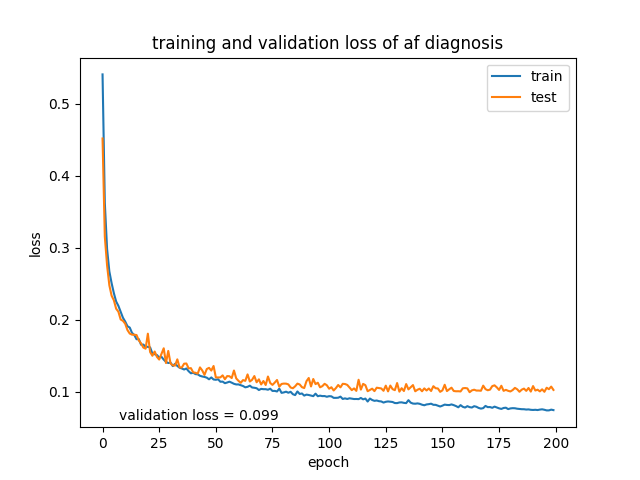 training and validation loss of af diagnosis
train
test
loss
0.5
0.4
0.3
0.2
0.1
validation loss = 0.099
0 25 50 75 100 125 150 175 200
epoch